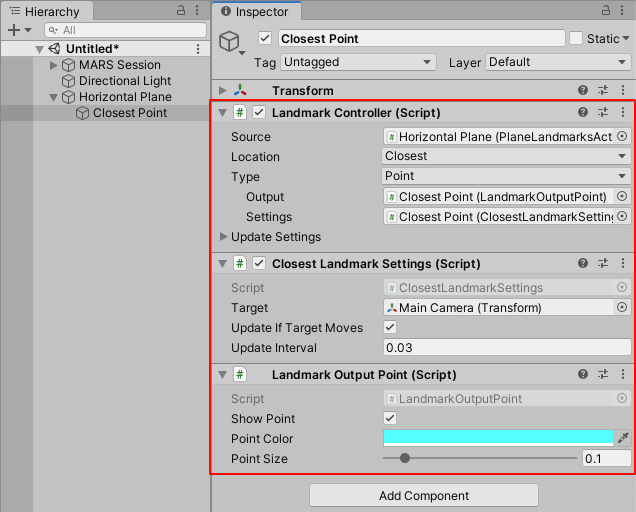 Hierarchy
All
Untitled*
MARS Session
Directional Light
Horizontal Plane
Closest Point
Inspector
Closest Point
Static
Tag Untagged Layer Default
Transform
# Landmark Controller (Script)
Source # Horizontal Plane (PlaneLandmarksAct
Location Closest
Type Point
Output # Closest Point (LandmarkOutputPoint)
Settings # Closest Point (ClosestLandmarkSetting
Update Settings
# Closest Landmark Settings (Script)
Script # ClosestLandmarkSettings
Target Main Camera (Transform)
Update If Target Moves
Update Interval 0.03
# Landmark Output Point (Script)
Script # LandmarkOutputPoint
Show Point
Point Color
Point Size 0.1
Add Component